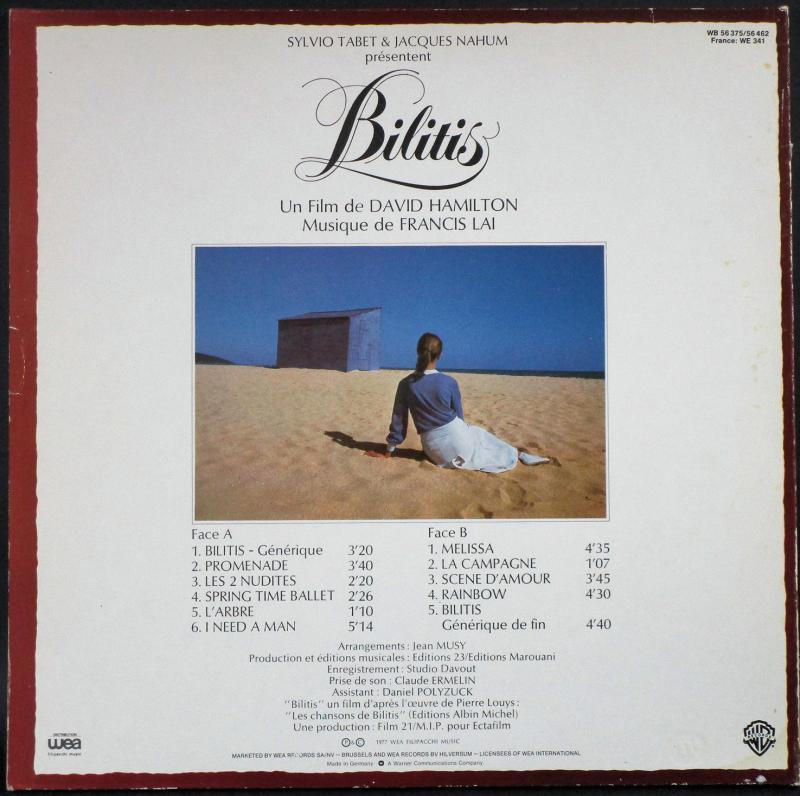 WB 56 375/56 462
France: WE 341
SYLVIO TABET & JACQUES NAHUM
présentent
Bilitis
Un Film de DAVID HAMILTON
Musique de FRANCIS LAI
Face A
1. BILITIS - Générique 3'20
2. PROMENADE 3'40
3. LES 2 NUDITES 2'20
4. SPRING TIME BALLET 2'26
5. L'ARBRE 1'10
6. I NEED A MAN 5'14
Face B
1. MELISSA 4'35
2. LA CAMPAGNE 1'07
3. SCENE D'AMOUR 3'45
4. RAINBOW 4'30
5. BILITIS
Générique de fin 4'40
Arrangements : Jean MUSY
Production et éditions musicales : Editions 23/Editions Marouani
Enregistrement : Studio Davout
Prise de son : Claude ERMELIN
Assistant : Daniel POLYZUCK
"Bilitis" un film d'après l'œuvre de Pierre Louys :
"Les chansons de Bilitis" (Editions Albin Michel)
Une production : Film 21/M.I.P. pour Ectafilm
DISTRIBUTION
wea
filipacchi music
℗ & © 1977 WEA FILIPACCHI MUSIC
MARKETED BY WEA RECORDS SA/NV – BRUSSELS AND WEA RECORDS BV HILVERSUM – LICENSEES OF WEA INTERNATIONAL
Made in Germany A Warner Communications Company